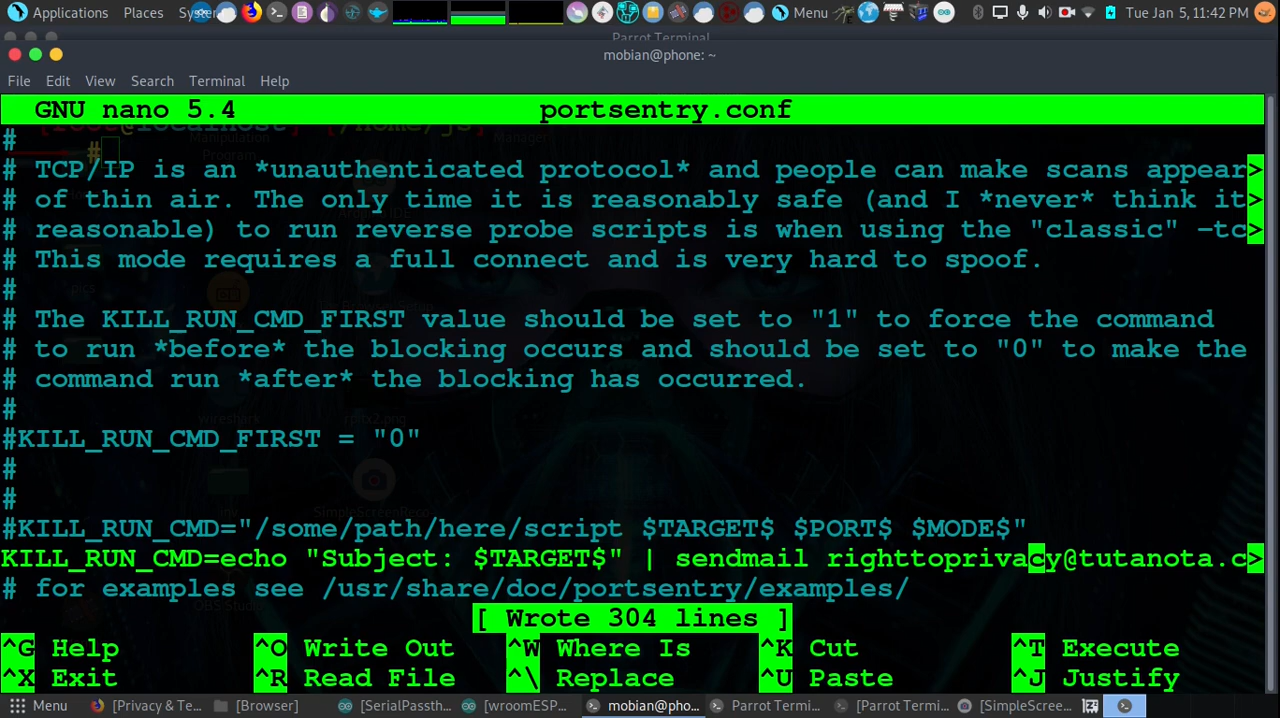 Applications Places System Menu Tue Jan 5, 11:42 PM
Parrot Terminal
mobian@phone: ~
File Edit View Search Terminal Help
GNU nano 5.4 portsentry.conf
#
# TCP/IP is an *unauthenticated protocol* and people can make scans appear>
# of thin air. The only time it is reasonably safe (and I *never* think it>
# reasonable) to run reverse probe scripts is when using the "classic" -tc>
# This mode requires a full connect and is very hard to spoof.
#
# The KILL_RUN_CMD_FIRST value should be set to "1" to force the command
# to run *before* the blocking occurs and should be set to "0" to make the
# command run *after* the blocking has occurred.
#
#KILL_RUN_CMD_FIRST = "0"
#
#
#KILL_RUN_CMD="/some/path/here/script $TARGET$ $PORT$ $MODE$"
KILL_RUN_CMD=echo "Subject: $TARGET$" | sendmail righttoprivacy@tutanota.c>
# for examples see /usr/share/doc/portsentry/examples/
[ Wrote 304 lines ]
^G Help ^O Write Out ^W Where Is ^K Cut ^T Execute
^X Exit ^R Read File ^\ Replace ^U Paste ^J Justify
Menu [Privacy & Te... [Browser] [SerialPassth... [wroomESP... mobian@pho... Parrot Termi... [Parrot Termi... [SimpleScree...